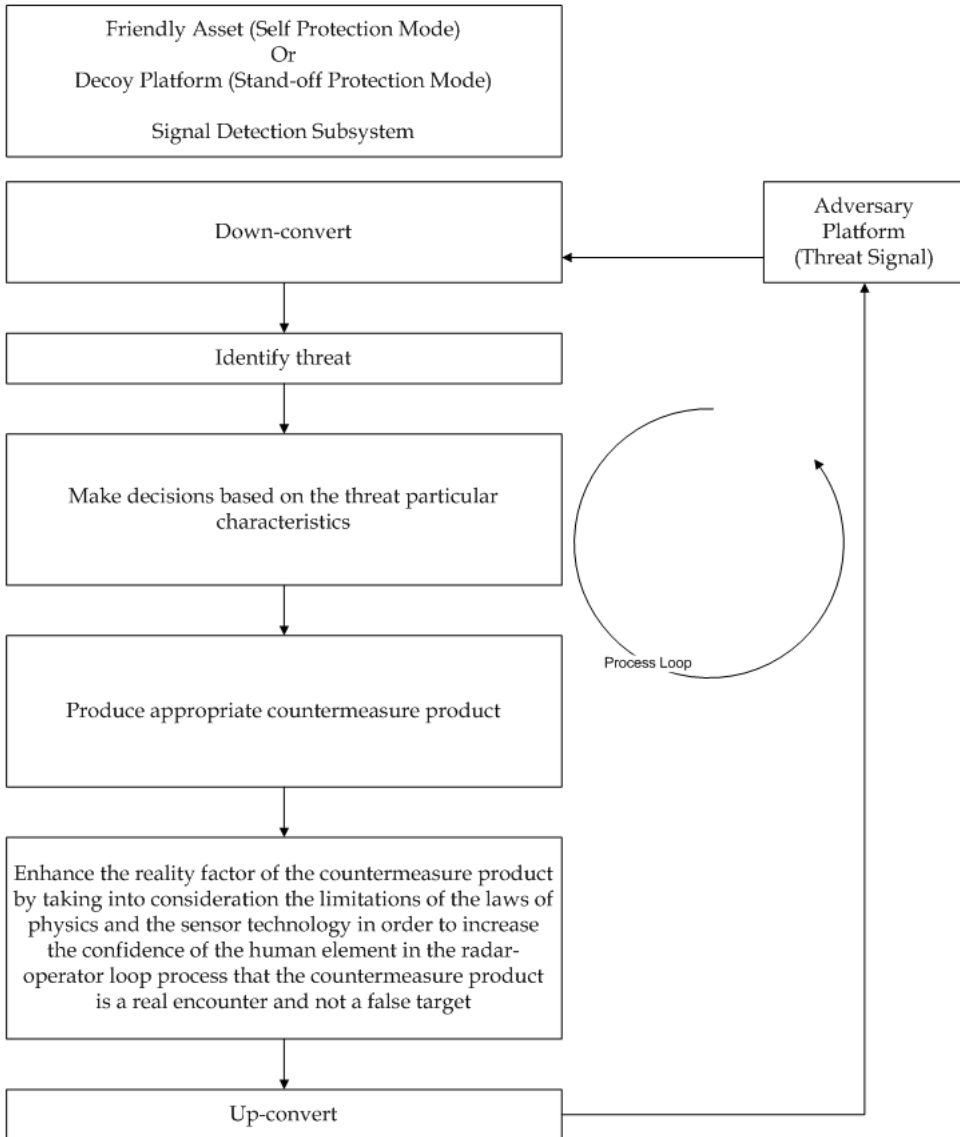 Friendly Asset (Self Protection Mode)
Or
Decoy Platform (Stand-off Protection Mode)
Signal Detection Subsystem
Down-convert
Adversary
Platform
(Threat Signal)
Identify threat
Make decisions based on the threat particular
characteristics
Process Loop
Produce appropriate countermeasure product
Enhance the reality factor of the countermeasure product
by taking into consideration the limitations of the laws of
physics and the sensor technology in order to increase
the confidence of the human element in the radar-
operator loop process that the countermeasure product
is a real encounter and not a false target
Up-convert